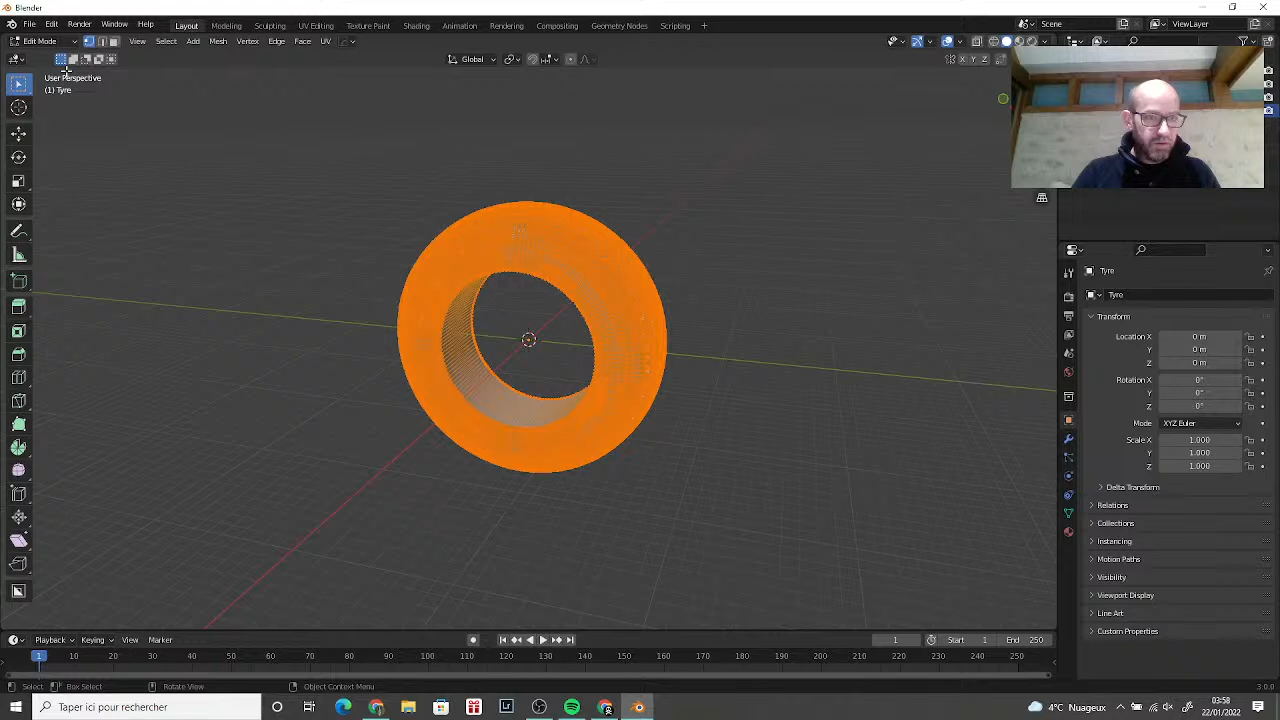 Blender
File Edit Render Window Help Layout Modeling Sculpting UV Editing Texture Paint Shading Animation Rendering Compositing Geometry Nodes Scripting + Scene ViewLayer
Edit Mode View Select Add Mesh Vertex Edge Face UV
Global X Y Z
User Perspective
(1) Tyre
Tyre
Tyre
Transform
Location X 0 m
Y 0 m
Z 0 m
Rotation X 0°
Y 0°
Z 0°
Mode XYZ Euler
Scale X 1.000
Y 1.000
Z 1.000
Delta Transform
Relations
Collections
Instancing
Motion Paths
Visibility
Viewport Display
Line Art
Custom Properties
Playback Keying View Marker 1 Start 1 End 250
1 10 20 30 40 50 60 70 80 90 100 110 120 130 140 150 160 170 180 190 200 210 220 230 240 250
Select Box Select Rotate View Object Context Menu 3.0.0
Taper ici pour rechercher 4°C Nuageux 03:58
22/01/2022